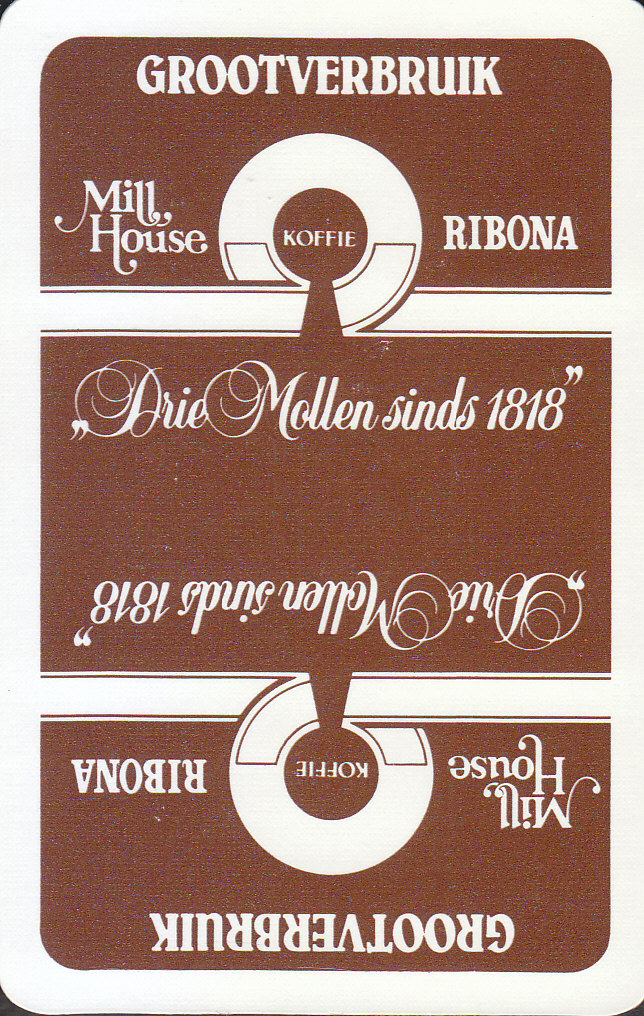 GROOTVERBRUIK
Mill
House
KOFFIE
RIBONA
„Drie Mollen sinds 1818”
„Drie Mollen sinds 1818”
Mill
House
KOFFIE
RIBONA
GROOTVERBRUIK